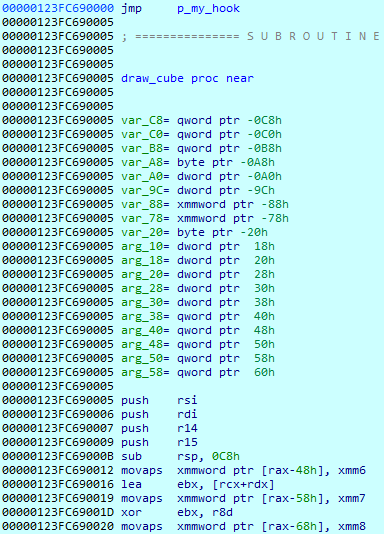 00000123FC690000 jmp p_my_hook
00000123FC690005
00000123FC690005 ; =============== S U B R O U T I N E
00000123FC690005
00000123FC690005
00000123FC690005 draw_cube proc near
00000123FC690005
00000123FC690005
00000123FC690005 var_C8= qword ptr -0C8h
00000123FC690005 var_C0= qword ptr -0C0h
00000123FC690005 var_B8= qword ptr -0B8h
00000123FC690005 var_A8= byte ptr -0A8h
00000123FC690005 var_A0= dword ptr -0A0h
00000123FC690005 var_9C= dword ptr -9Ch
00000123FC690005 var_88= xmmword ptr -88h
00000123FC690005 var_78= xmmword ptr -78h
00000123FC690005 var_20= byte ptr -20h
00000123FC690005 arg_10= dword ptr 18h
00000123FC690005 arg_18= dword ptr 20h
00000123FC690005 arg_20= dword ptr 28h
00000123FC690005 arg_28= dword ptr 30h
00000123FC690005 arg_30= qword ptr 38h
00000123FC690005 arg_38= qword ptr 40h
00000123FC690005 arg_40= qword ptr 48h
00000123FC690005 arg_48= qword ptr 50h
00000123FC690005 arg_50= qword ptr 58h
00000123FC690005 arg_58= qword ptr 60h
00000123FC690005
00000123FC690005 push rsi
00000123FC690006 push rdi
00000123FC690007 push r14
00000123FC690009 push r15
00000123FC69000B sub rsp, 0C8h
00000123FC690012 movaps xmmword ptr [rax-48h], xmm6
00000123FC690016 lea ebx, [rcx+rdx]
00000123FC690019 movaps xmmword ptr [rax-58h], xmm7
00000123FC69001D xor ebx, r8d
00000123FC690020 movaps xmmword ptr [rax-68h], xmm8